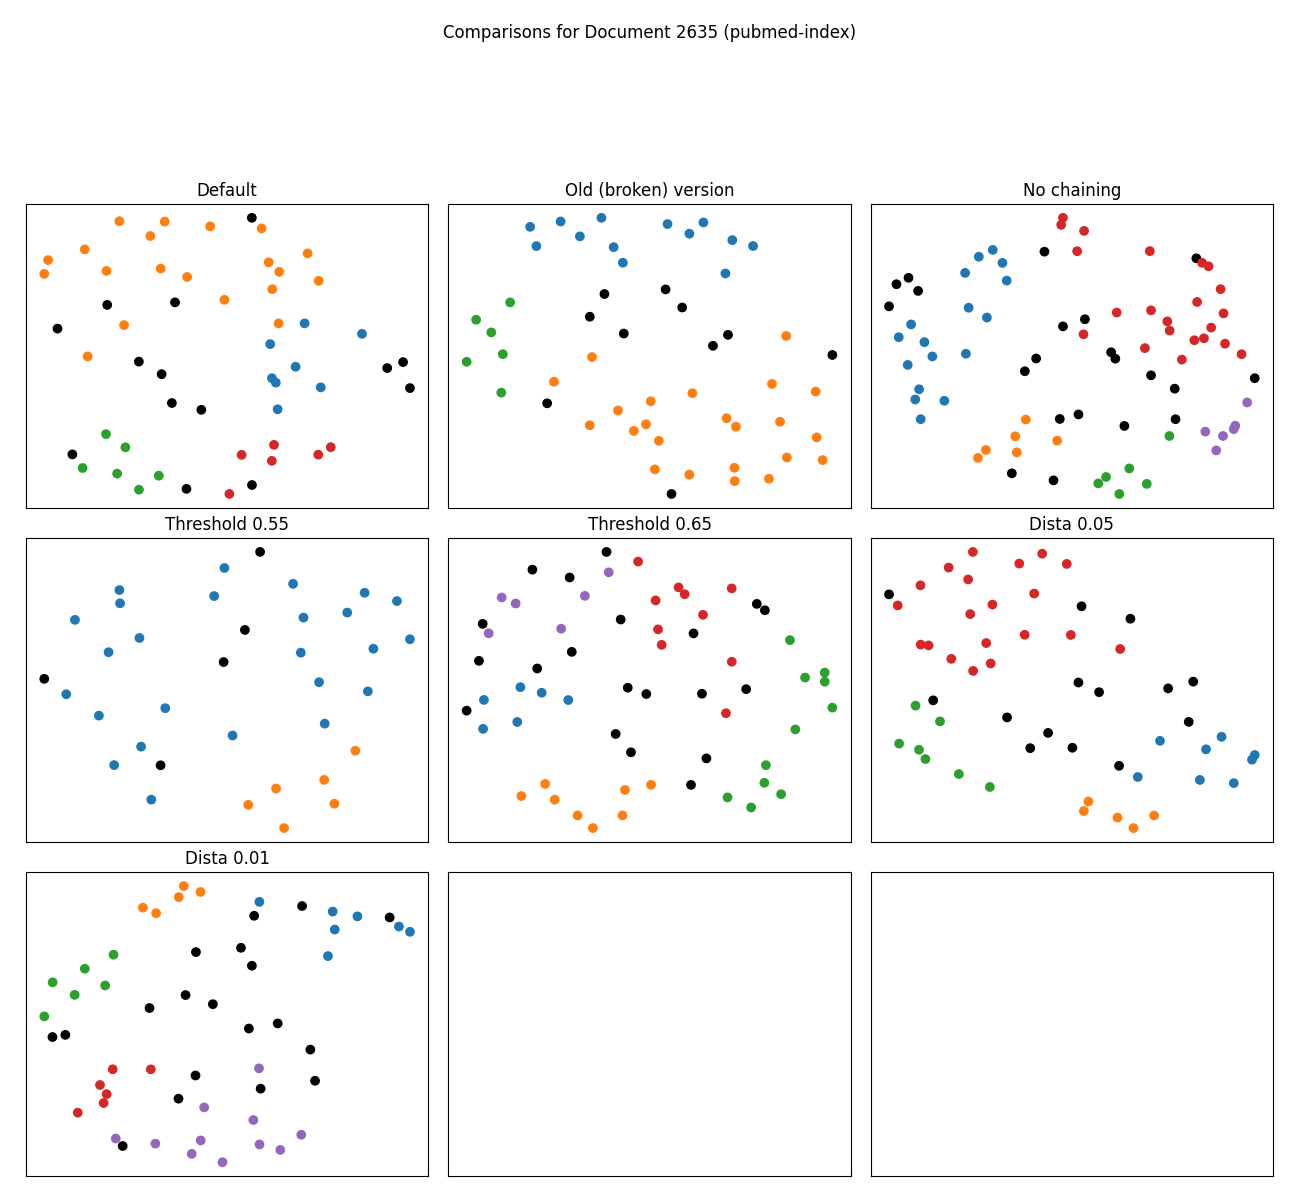 Comparisons for Document 2635 (pubmed-index)
Default
Old (broken) version
No chaining
Threshold 0.55
Threshold 0.65
Dista 0.05
Dista 0.01